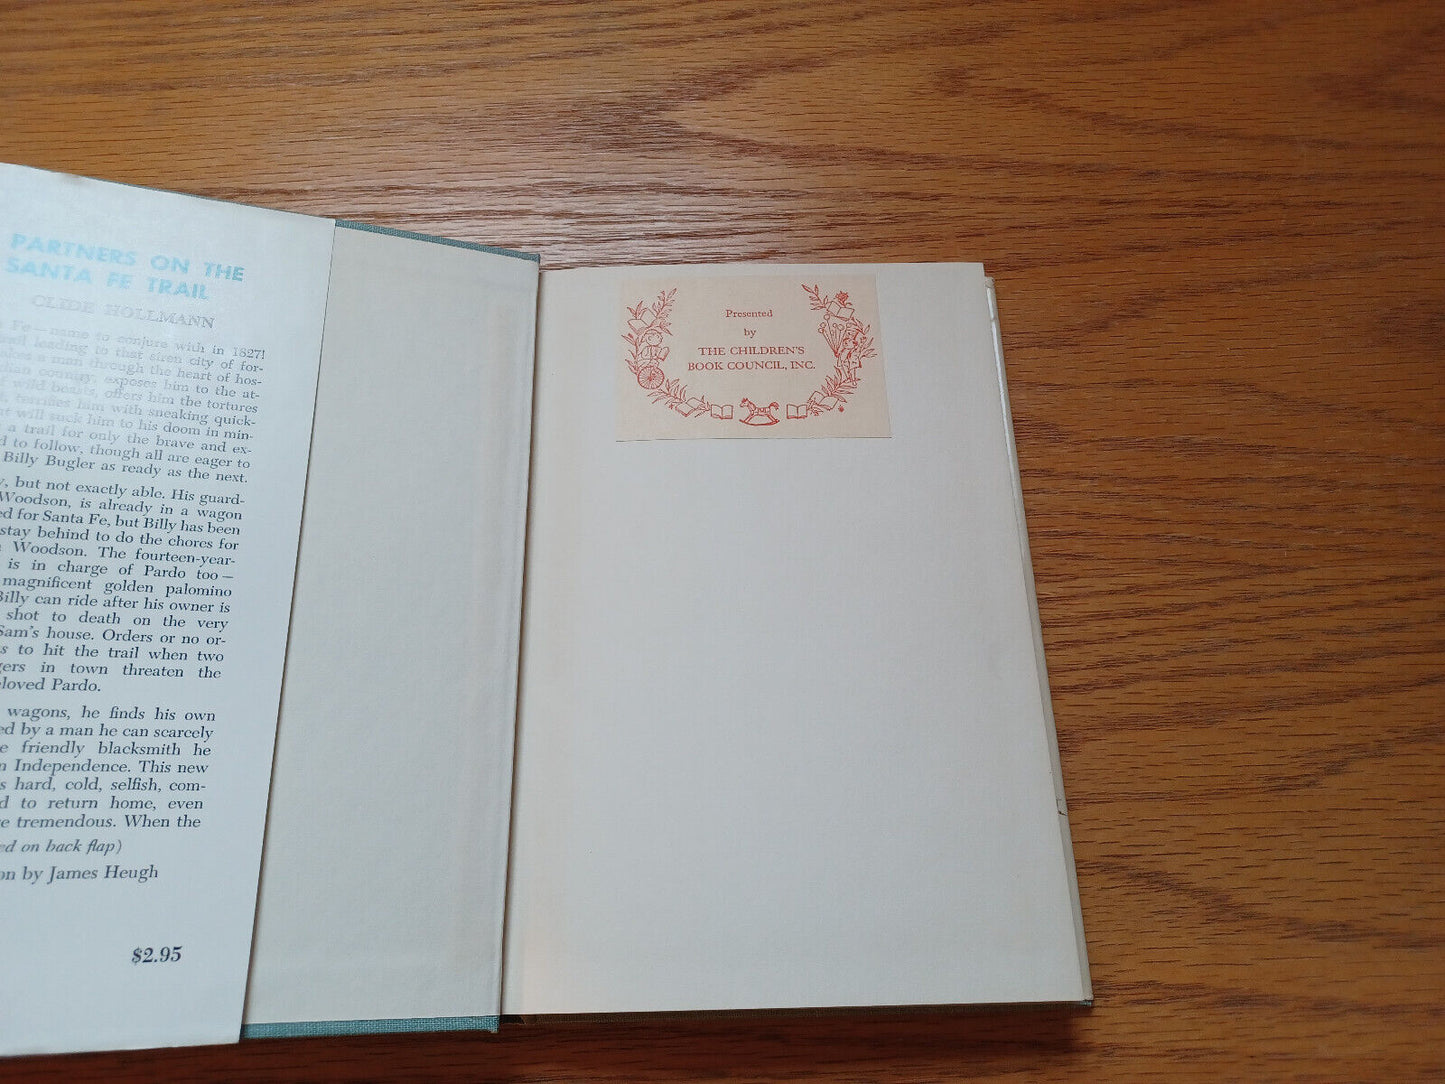 PARTNERS ON THE
SANTA FE TRAIL
CLIDE HOLLMANN
Fe—name to conjure with in 1827!
leading to that siren city of for-
takes a man through the heart of hos-
country, exposes him to the at-
wild beasts, offers him the tortures
terrifies him with sneaking quick-
will suck him to his doom in min-
a trail for only the brave and ex-
to follow, though all are eager to
Billy Bugler as ready as the next.
but not exactly able. His guard-
Woodson, is already in a wagon
for Santa Fe, but Billy has been
stay behind to do the chores for
Woodson. The fourteen-year-
is in charge of Pardo too—
magnificent golden palomino
Billy can ride after his owner is
shot to death on the very
Sam's house. Orders or no or-
to hit the trail when two
in town threaten the
Pardo.
wagons, he finds his own
by a man he can scarcely
friendly blacksmith he
Independence. This new
hard, cold, selfish, com-
to return home, even
tremendous. When the
on back flap)
by James Heugh
$2.95
Presented
by
THE CHILDREN'S
BOOK COUNCIL, INC.